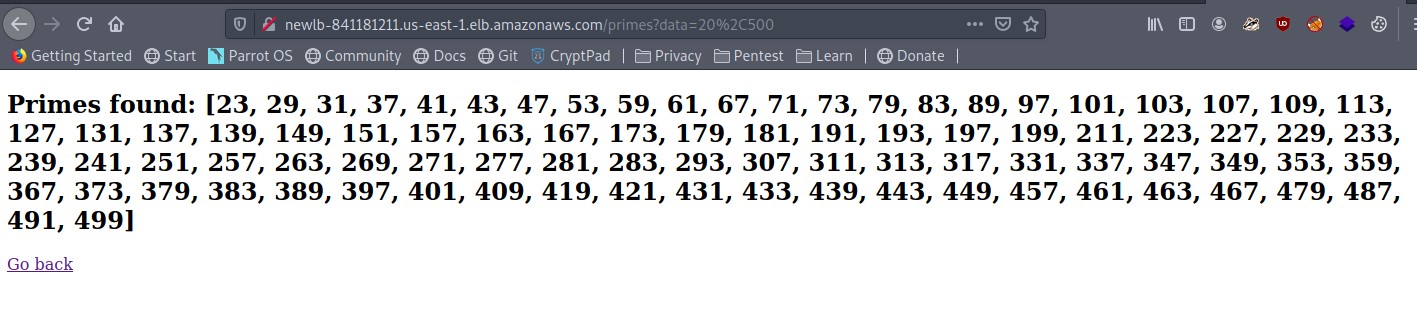 newlb-841181211.us-east-1.elb.amazonaws.com/primes?data=20%2C500
Getting Started Start Parrot OS Community Docs Git CryptPad Privacy Pentest Learn Donate
Primes found: [23, 29, 31, 37, 41, 43, 47, 53, 59, 61, 67, 71, 73, 79, 83, 89, 97, 101, 103, 107, 109, 113,
127, 131, 137, 139, 149, 151, 157, 163, 167, 173, 179, 181, 191, 193, 197, 199, 211, 223, 227, 229, 233,
239, 241, 251, 257, 263, 269, 271, 277, 281, 283, 293, 307, 311, 313, 317, 331, 337, 347, 349, 353, 359,
367, 373, 379, 383, 389, 397, 401, 409, 419, 421, 431, 433, 439, 443, 449, 457, 461, 463, 467, 479, 487,
491, 499]
Go back